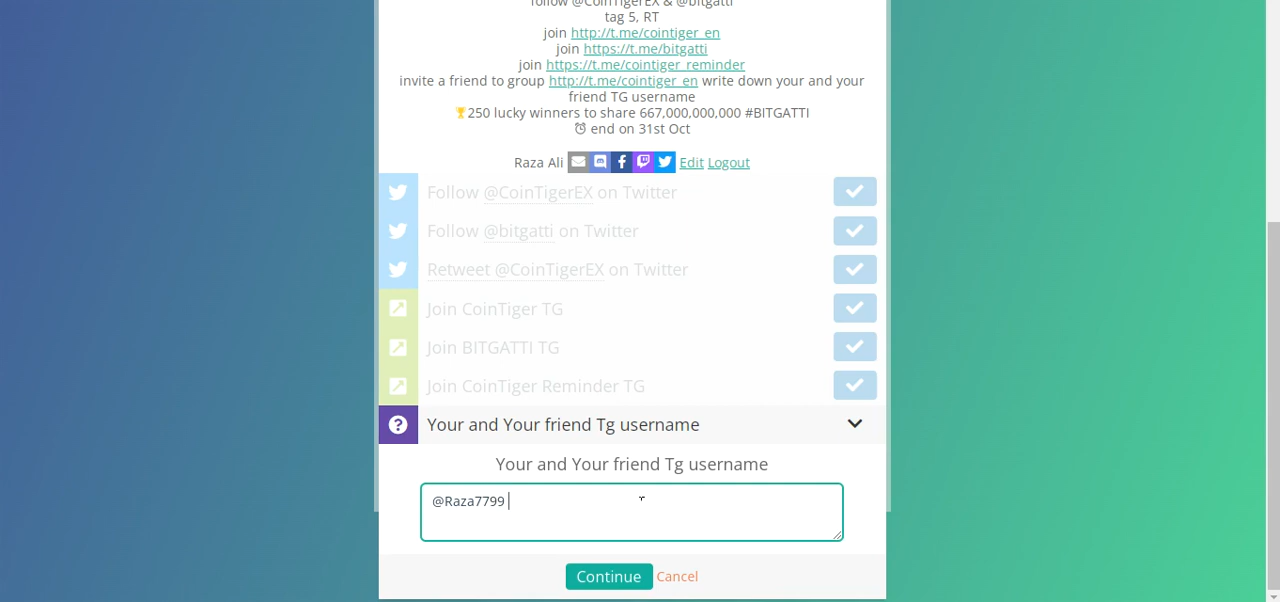 follow @CoinTigerEX & @bitgatti
tag 5, RT
join http://t.me/cointiger_en
join https://t.me/bitgatti
join https://t.me/cointiger_reminder
invite a friend to group http://t.me/cointiger_en write down your and your
friend TG username
🏆250 lucky winners to share 667,000,000,000 #BITGATTI
⏰ end on 31st Oct
Raza Ali Edit Logout
Follow @CoinTigerEX on Twitter
Follow @bitgatti on Twitter
Retweet @CoinTigerEX on Twitter
Join CoinTiger TG
Join BITGATTI TG
Join CoinTiger Reminder TG
Your and Your friend Tg username
Your and Your friend Tg username
@Raza7799
Continue Cancel